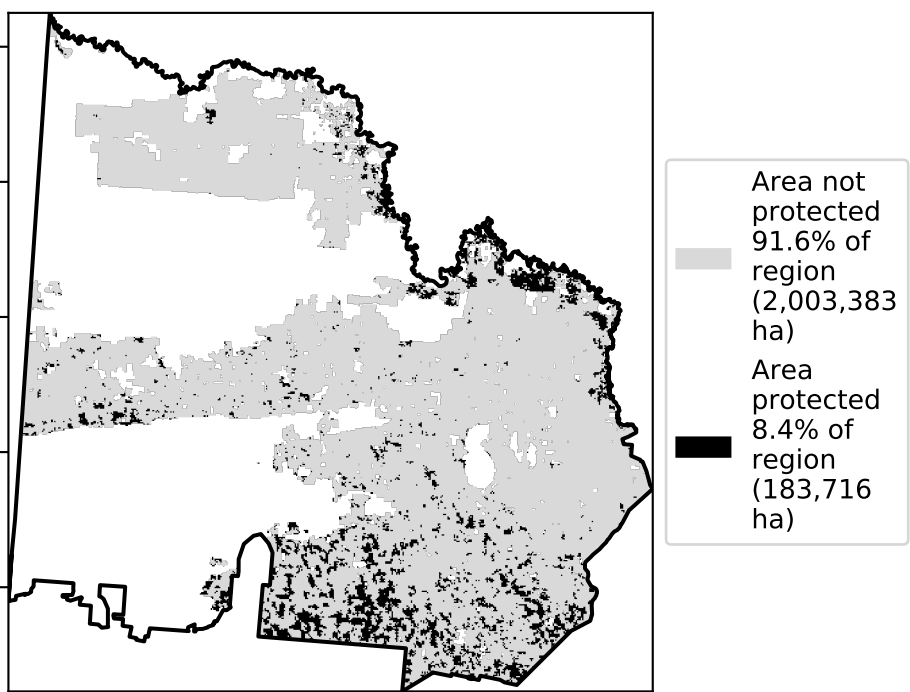 Area not
protected
91.6% of
region
(2,003,383
ha)
Area
protected
8.4% of
region
(183,716
ha)